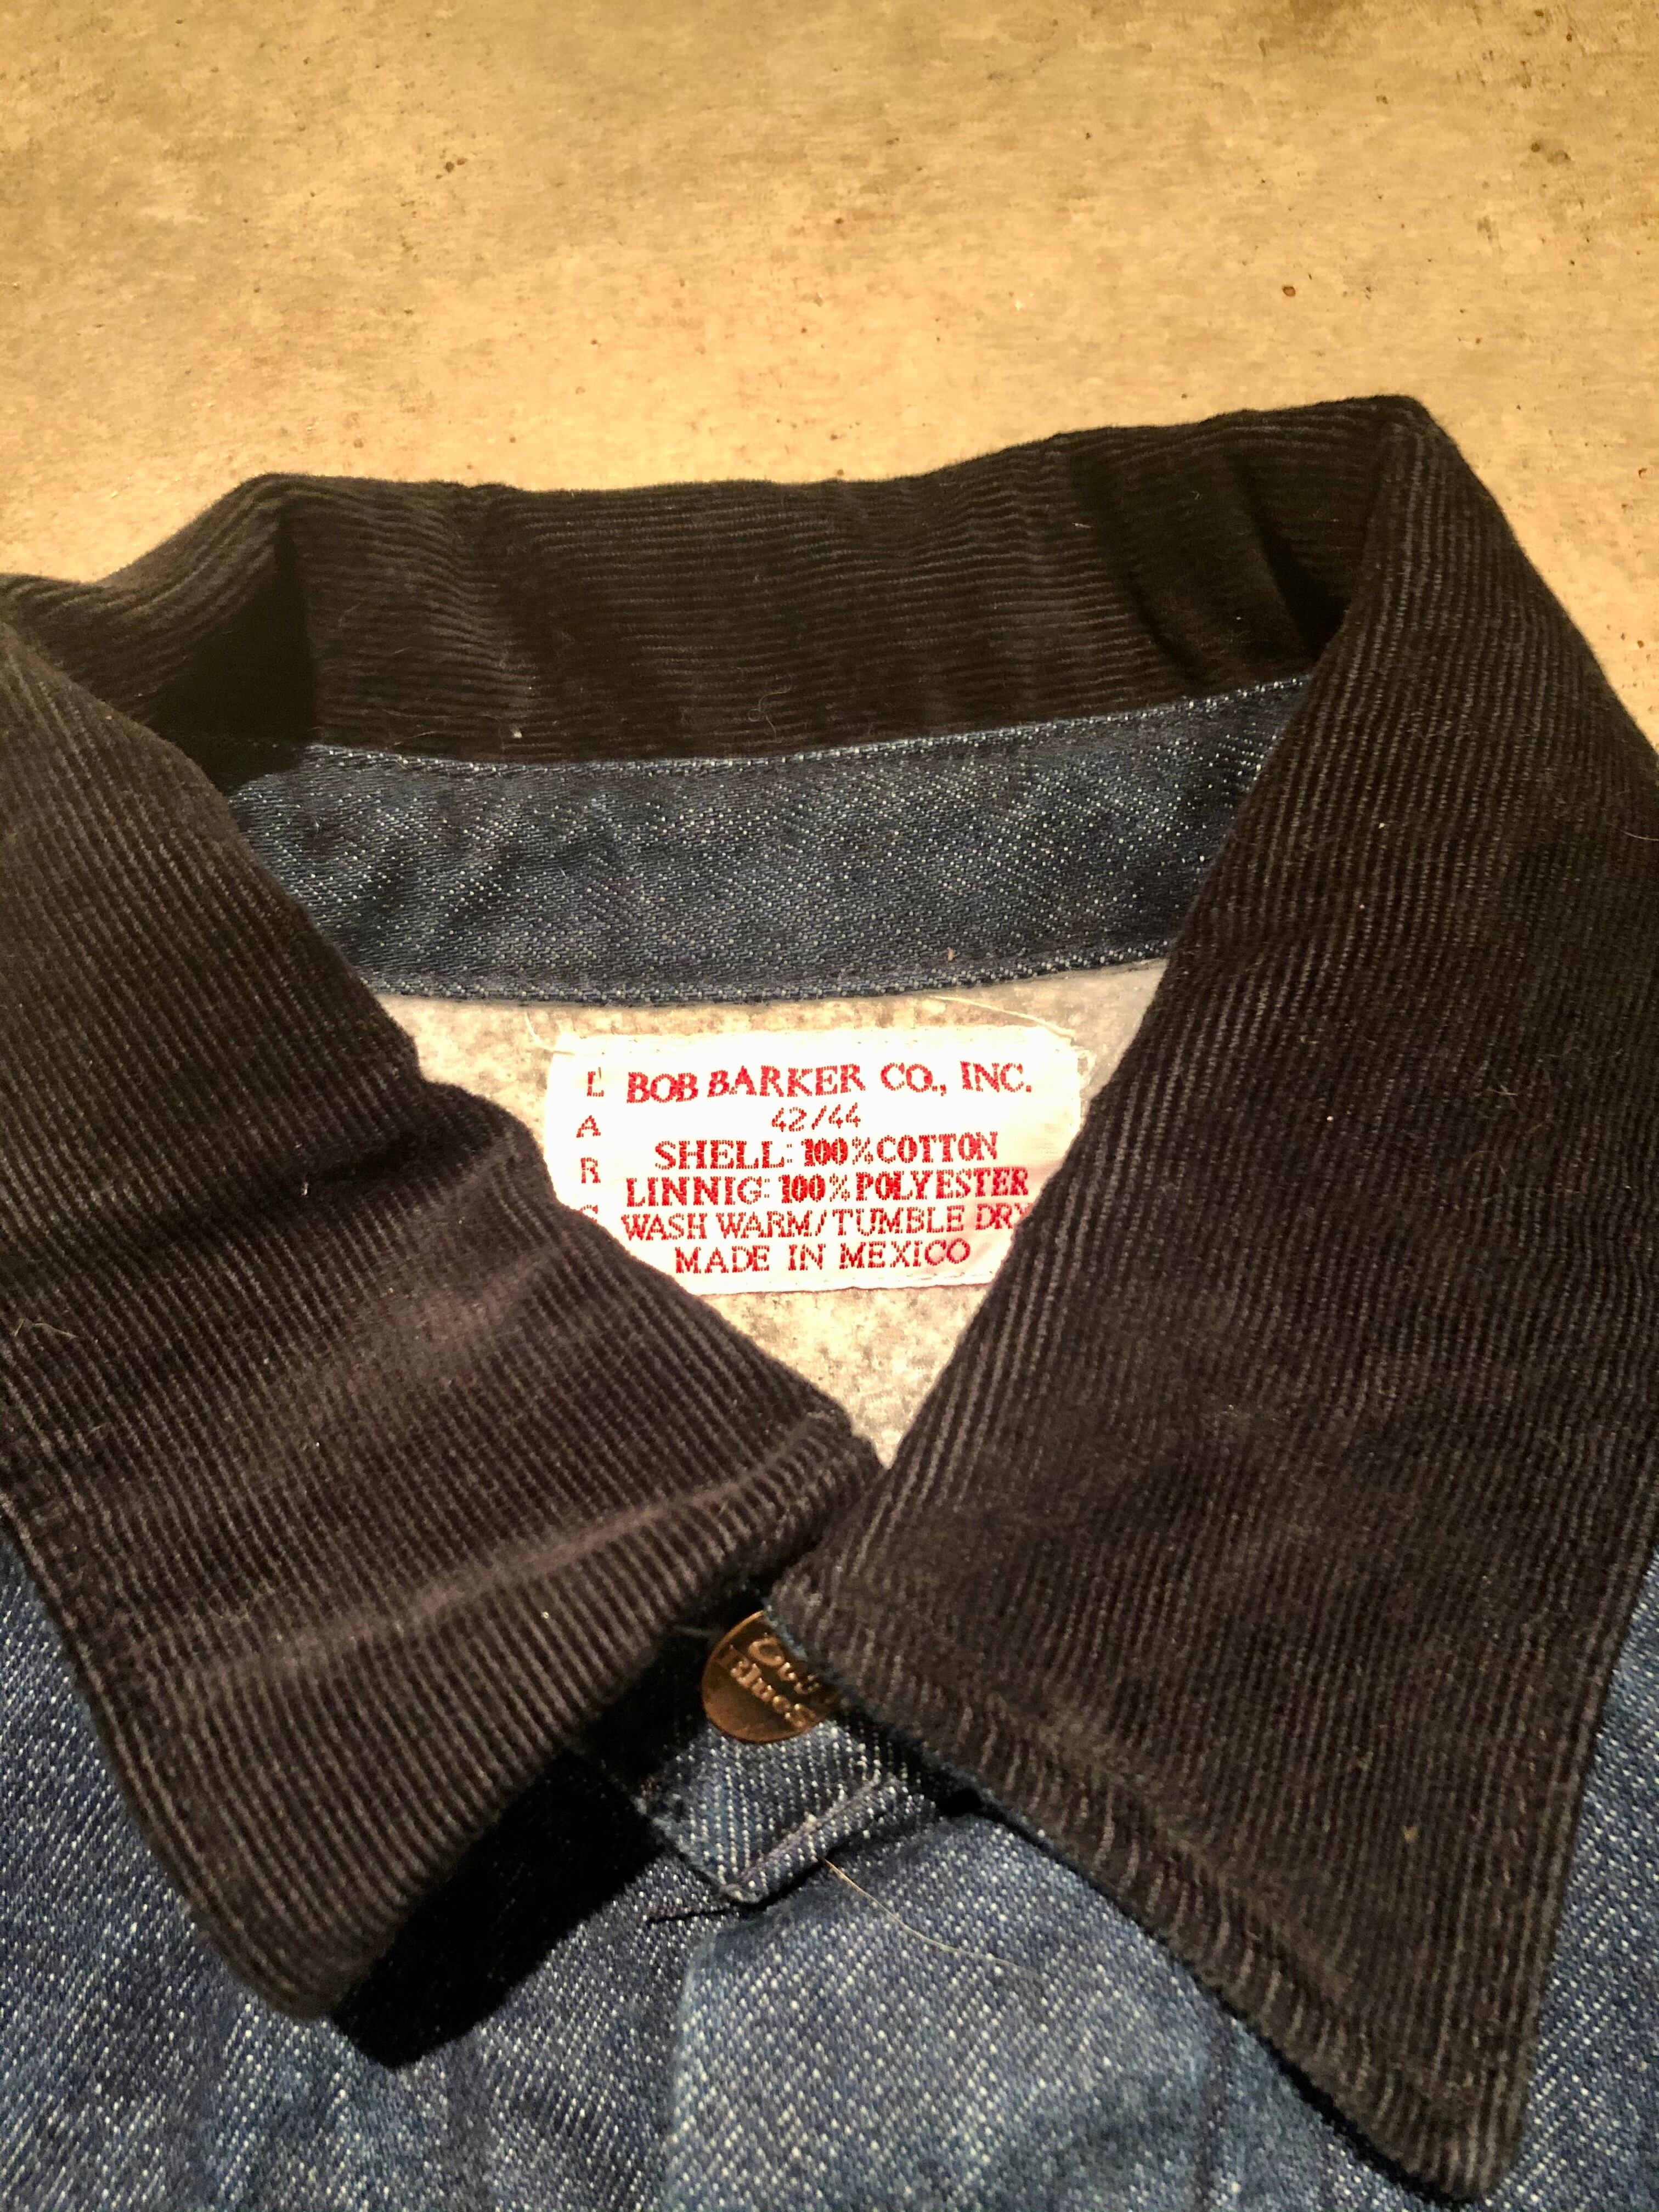 BOB BARKER CO., INC.
42/44
SHELL: 100% COTTON
LINNIG: 100% POLYESTER
WASH WARM/TUMBLE DRY
MADE IN MEXICO
L
A
R
G